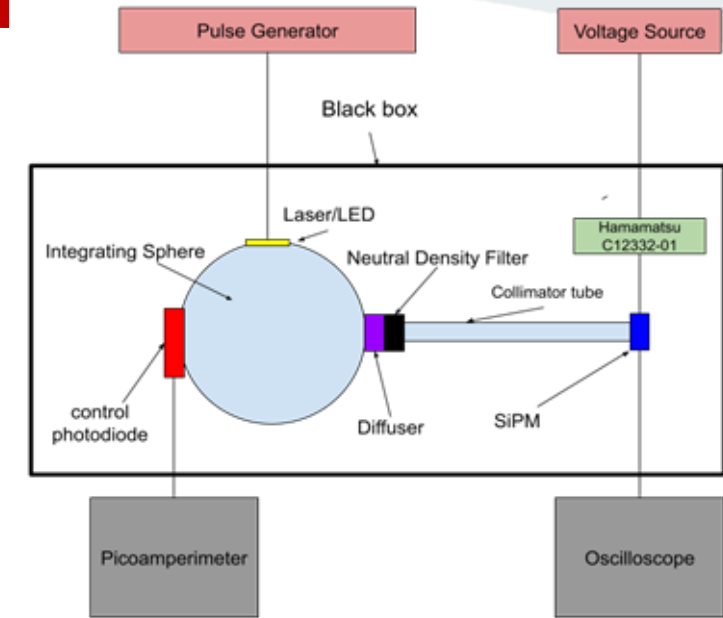 Pulse Generator
Voltage Source
Black box
Laser/LED
Hamamatsu
C12332-01
Integrating Sphere
Neutral Density Filter
Collimator tube
control
photodiode
Diffuser
SiPM
Picoamperimeter
Oscilloscope